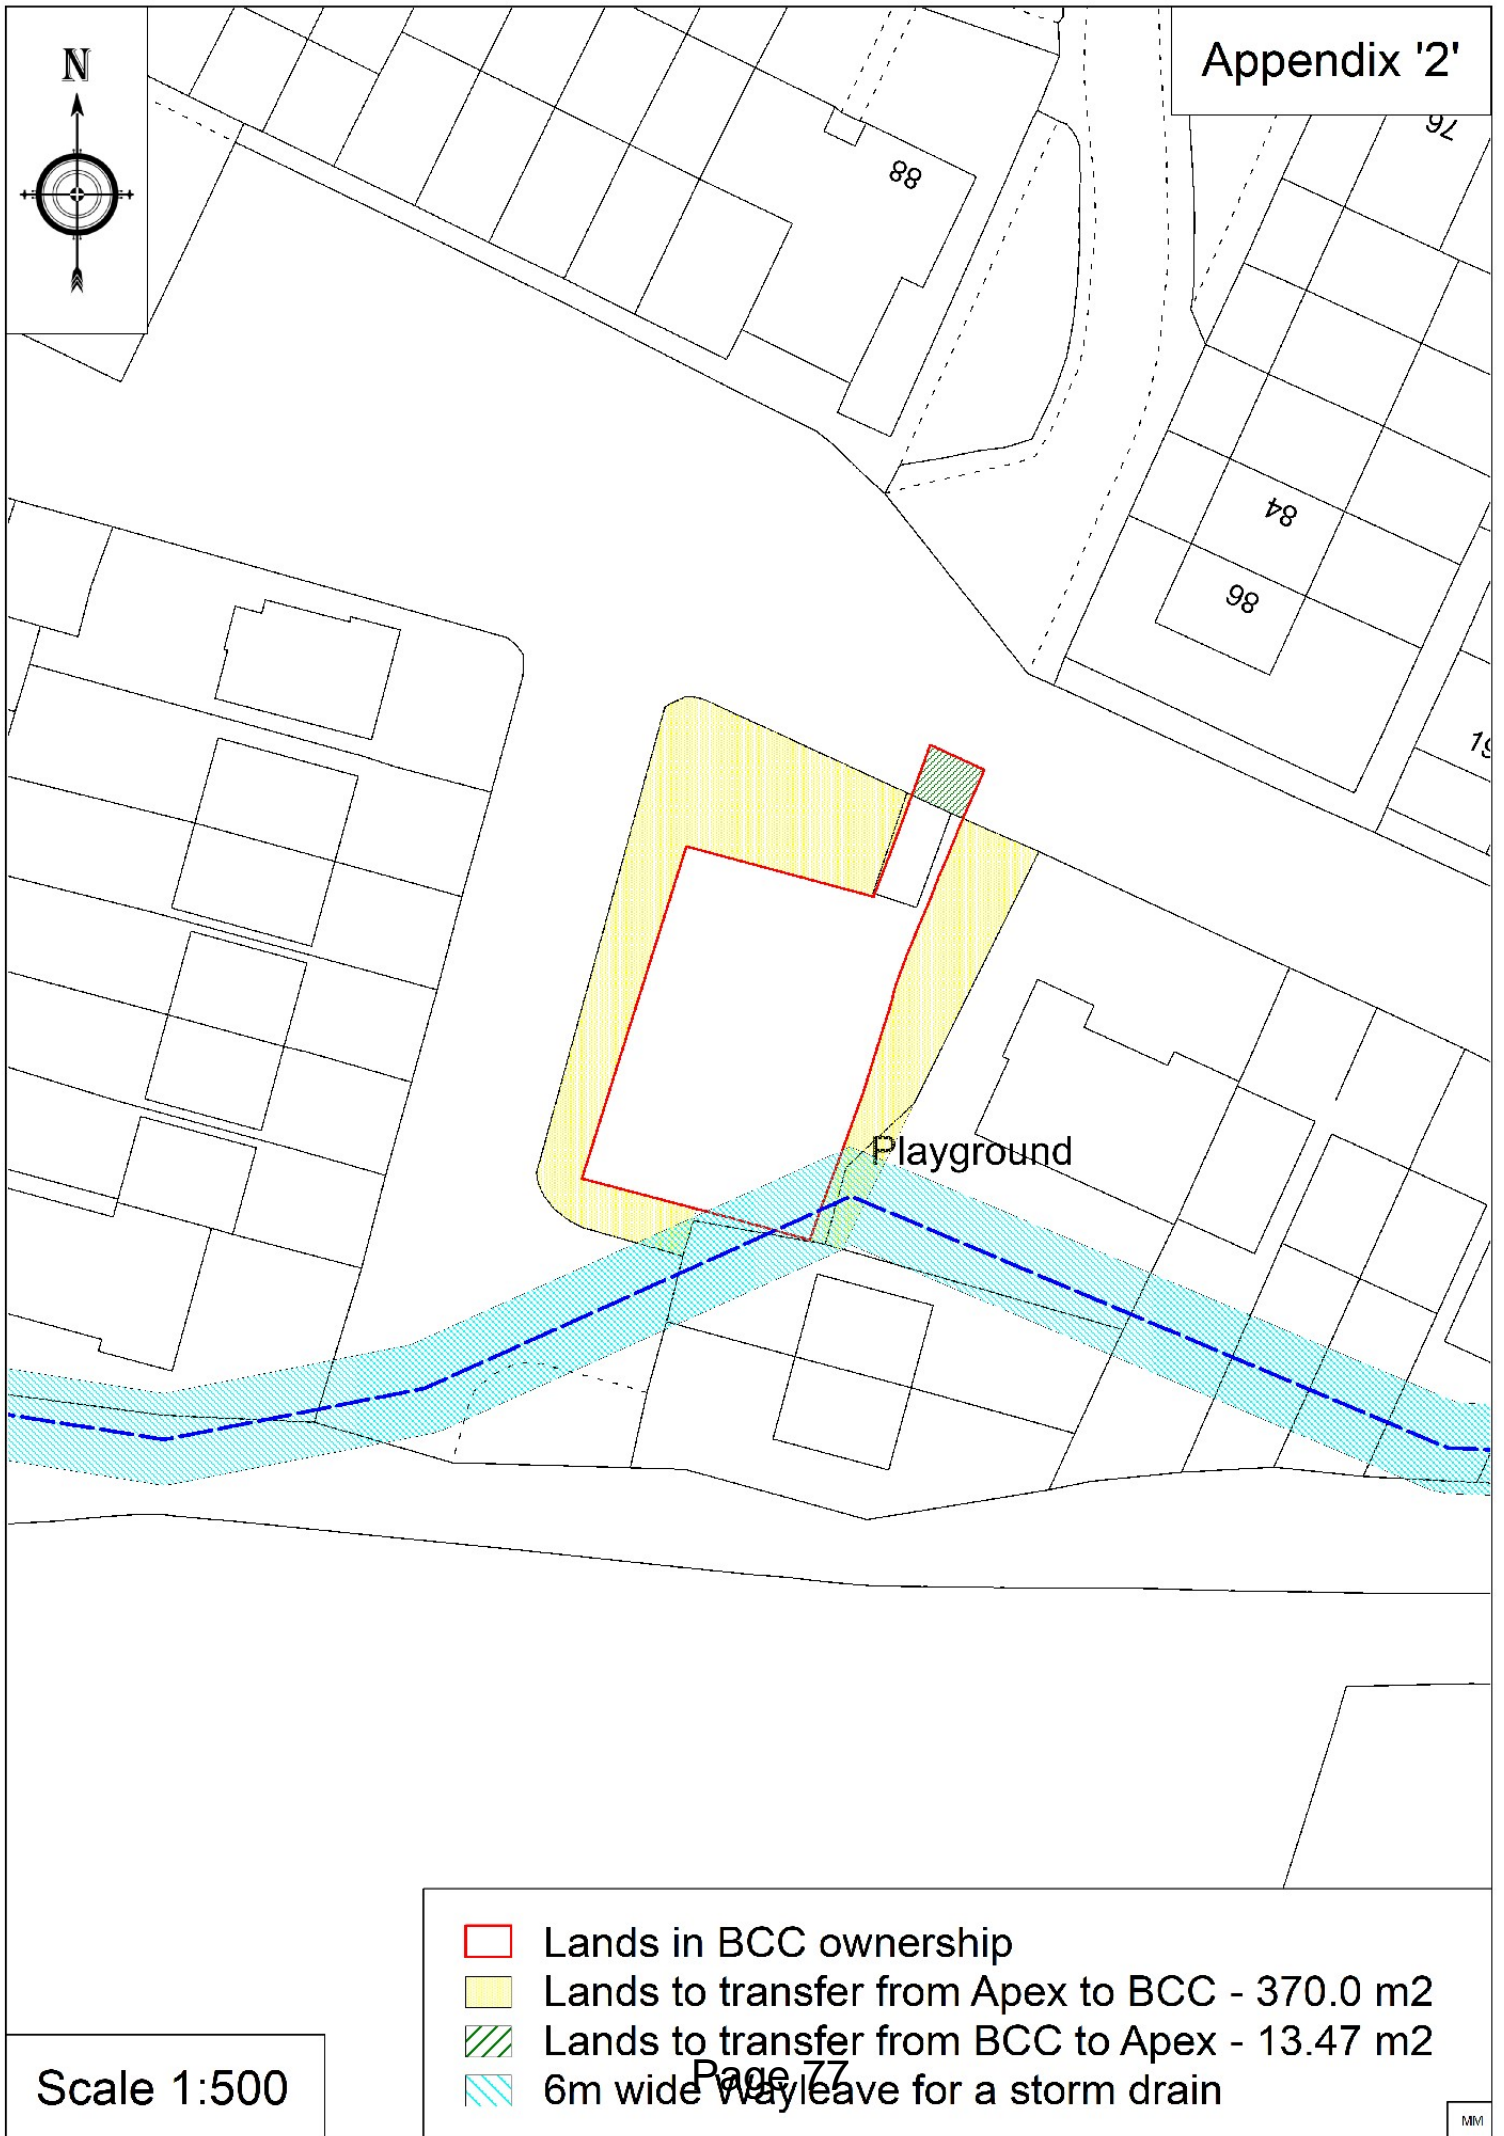 N
Appendix '2'
76
88
84
86
19
Playground
Lands in BCC ownership
Lands to transfer from Apex to BCC - 370.0 m2
Lands to transfer from BCC to Apex - 13.47 m2
6m wide Wayleave for a storm drain
Page 77
Scale 1:500
MM